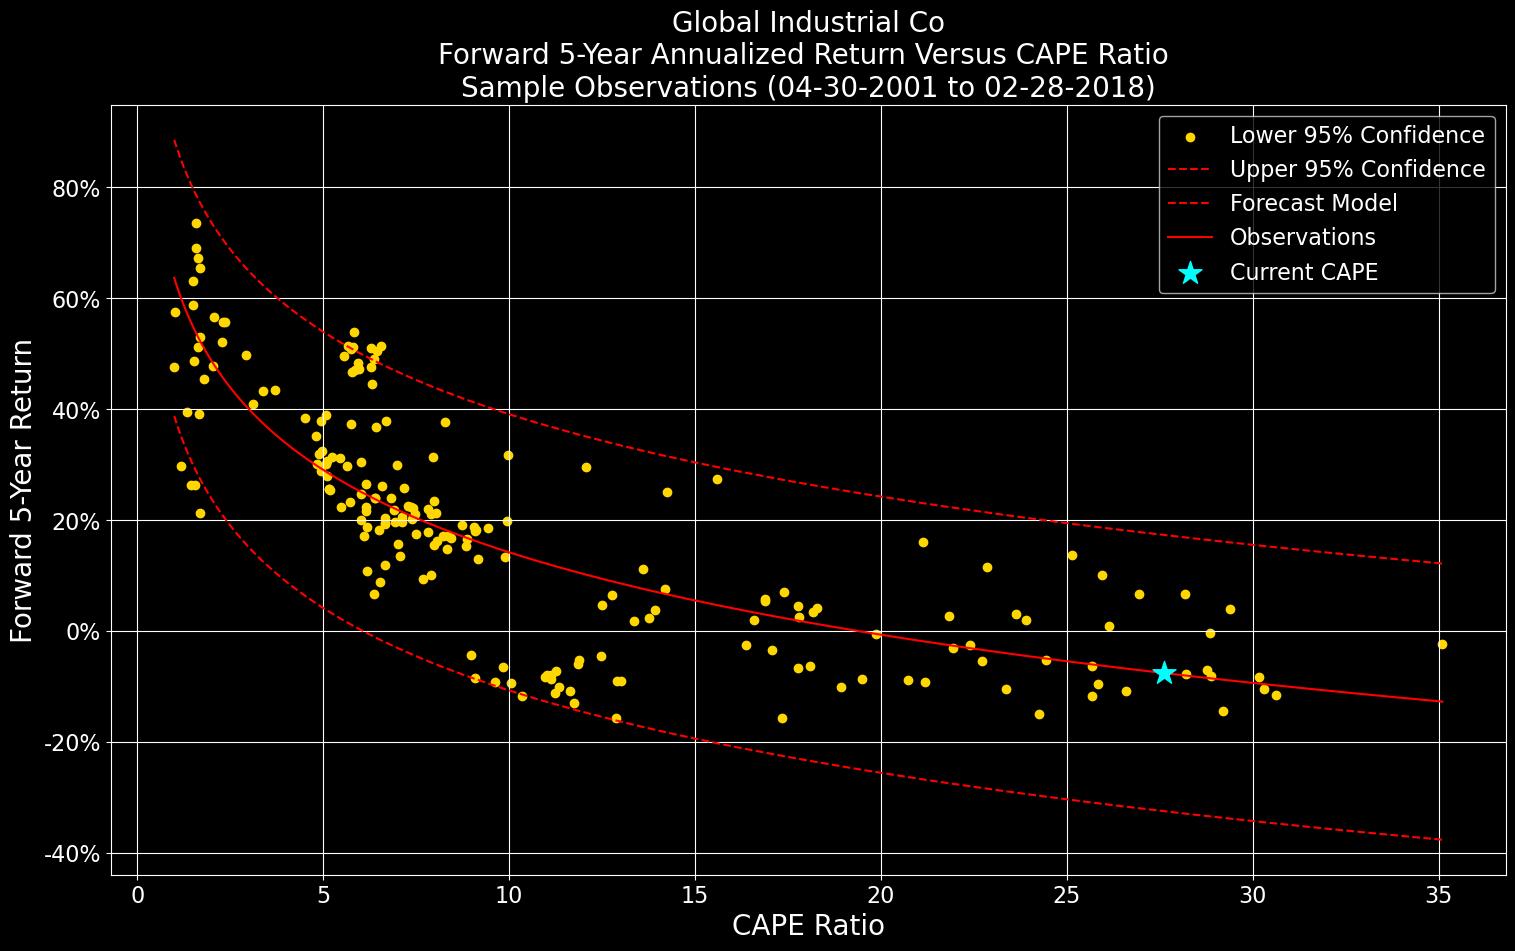 Global Industrial Co
Forward 5-Year Annualized Return Versus CAPE Ratio
Sample Observations (04-30-2001 to 02-28-2018)
Lower 95% Confidence
Upper 95% Confidence
Forecast Model
Observations
Current CAPE
Forward 5-Year Return
80%
60%
40%
20%
0%
-20%
-40%
0 5 10 15 20 25 30 35
CAPE Ratio